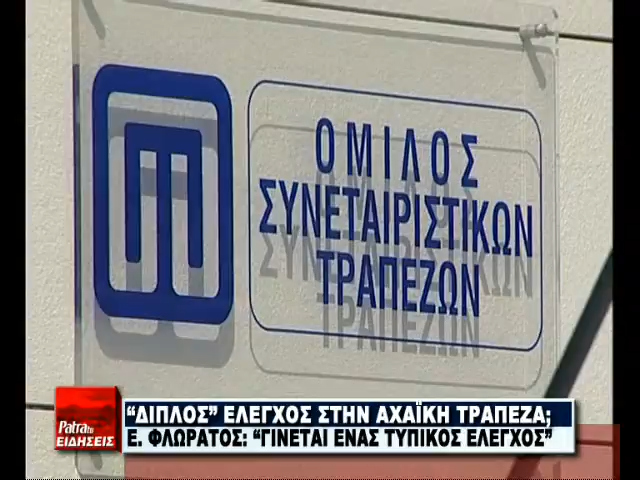 ΟΜΙΛΟΣ
ΣΥΝΕΤΑΙΡΙΣΤΙΚΩΝ
ΤΡΑΠΕΖΩΝ
Patra tv
ΕΙΔΗΣΕΙΣ
“ΔΙΠΛΟΣ” ΕΛΕΓΧΟΣ ΣΤΗΝ ΑΧΑΪΚΗ ΤΡΑΠΕΖΑ;
Ε. ΦΛΩΡΑΤΟΣ: “ΓΙΝΕΤΑΙ ΕΝΑΣ ΤΥΠΙΚΟΣ ΕΛΕΓΧΟΣ”